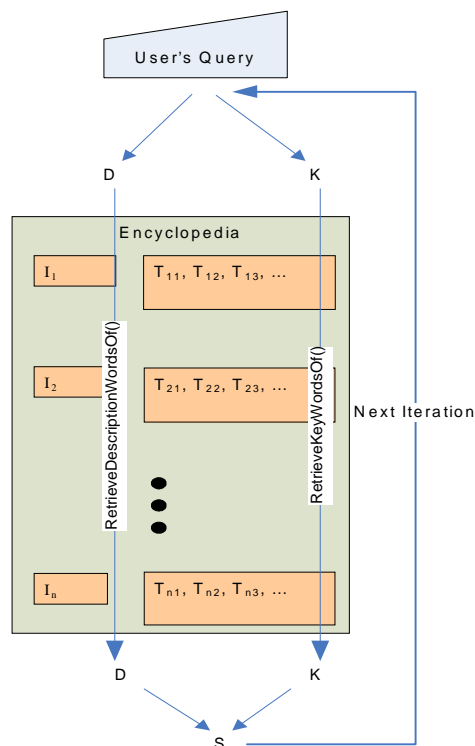 User's Query
D K
Encyclopedia
I1 T11, T12, T13, ...
RetrieveDescriptionWordsOf()
RetrieveKeyWordsOf()
I2 T21, T22, T23, ...
Next Iteration
In Tn1, Tn2, Tn3, ...
D K
S